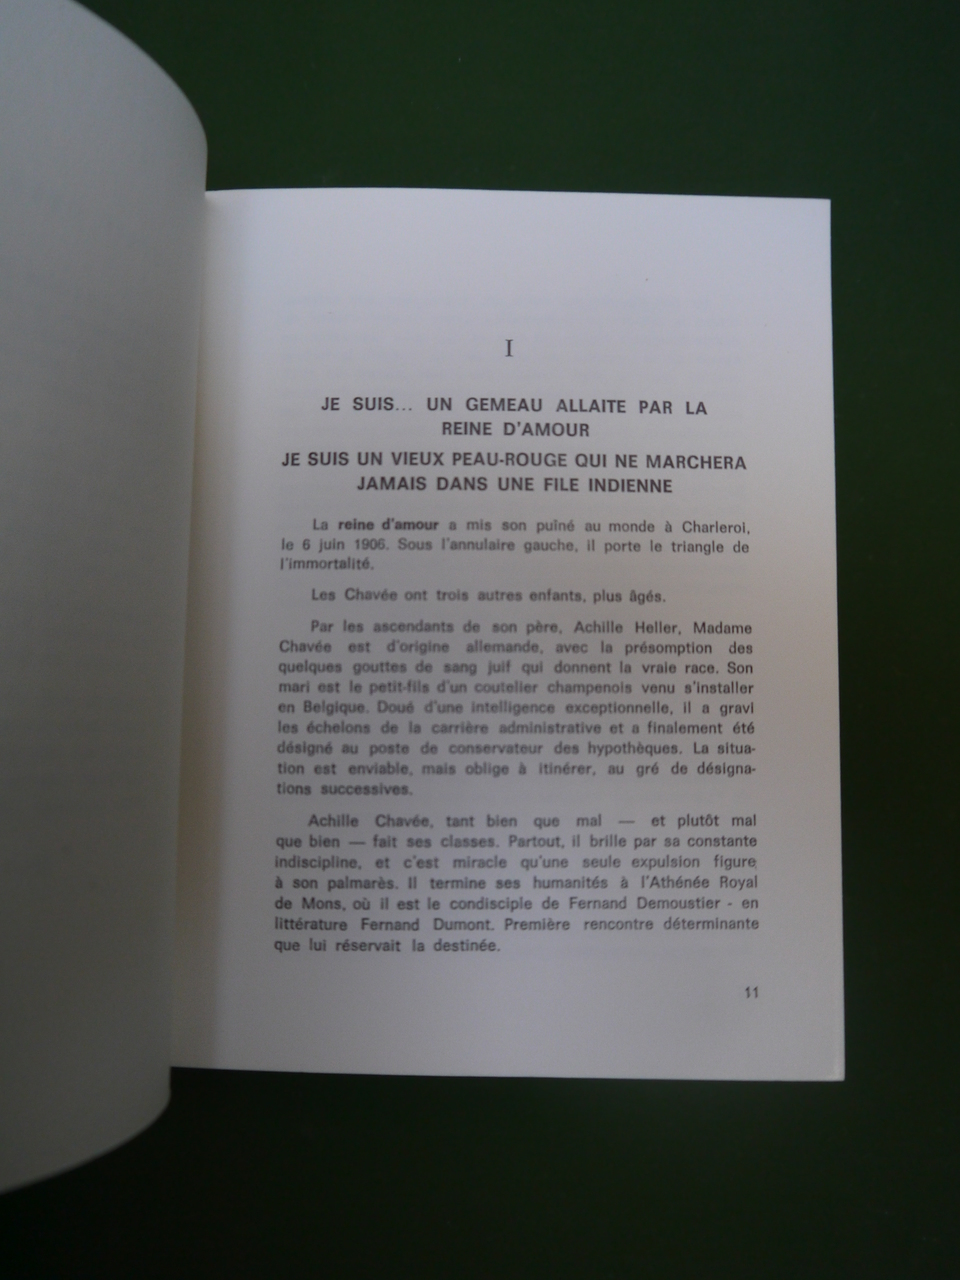 I
JE SUIS... UN GEMEAU ALLAITE PAR LA
REINE D'AMOUR
JE SUIS UN VIEUX PEAU-ROUGE QUI NE MARCHERA
JAMAIS DANS UNE FILE INDIENNE
La reine d'amour a mis son puîné au monde à Charleroi,
le 6 juin 1906. Sous l'annulaire gauche, il porte le triangle de
l'immortalité.
Les Chavée ont trois autres enfants, plus âgés.
Par les ascendants de son père, Achille Heller, Madame
Chavée est d'origine allemande, avec la présomption des
quelques gouttes de sang juif qui donnent la vraie race. Son
mari est le petit-fils d'un coutelier champenois venu s'installer
en Belgique. Doué d'une intelligence exceptionnelle, il a gravi
les échelons de la carrière administrative et a finalement été
désigné au poste de conservateur des hypothèques. La situa-
tion est enviable, mais oblige à itinérer, au gré de désigna-
tions successives.
Achille Chavée, tant bien que mal — et plutôt mal
que bien — fait ses classes. Partout, il brille par sa constante
indiscipline, et c'est miracle qu'une seule expulsion figure
à son palmarès. Il termine ses humanités à l'Athénée Royal
de Mons, où il est le condisciple de Fernand Demoustier - en
littérature Fernand Dumont. Première rencontre déterminante
que lui réservait la destinée.
11